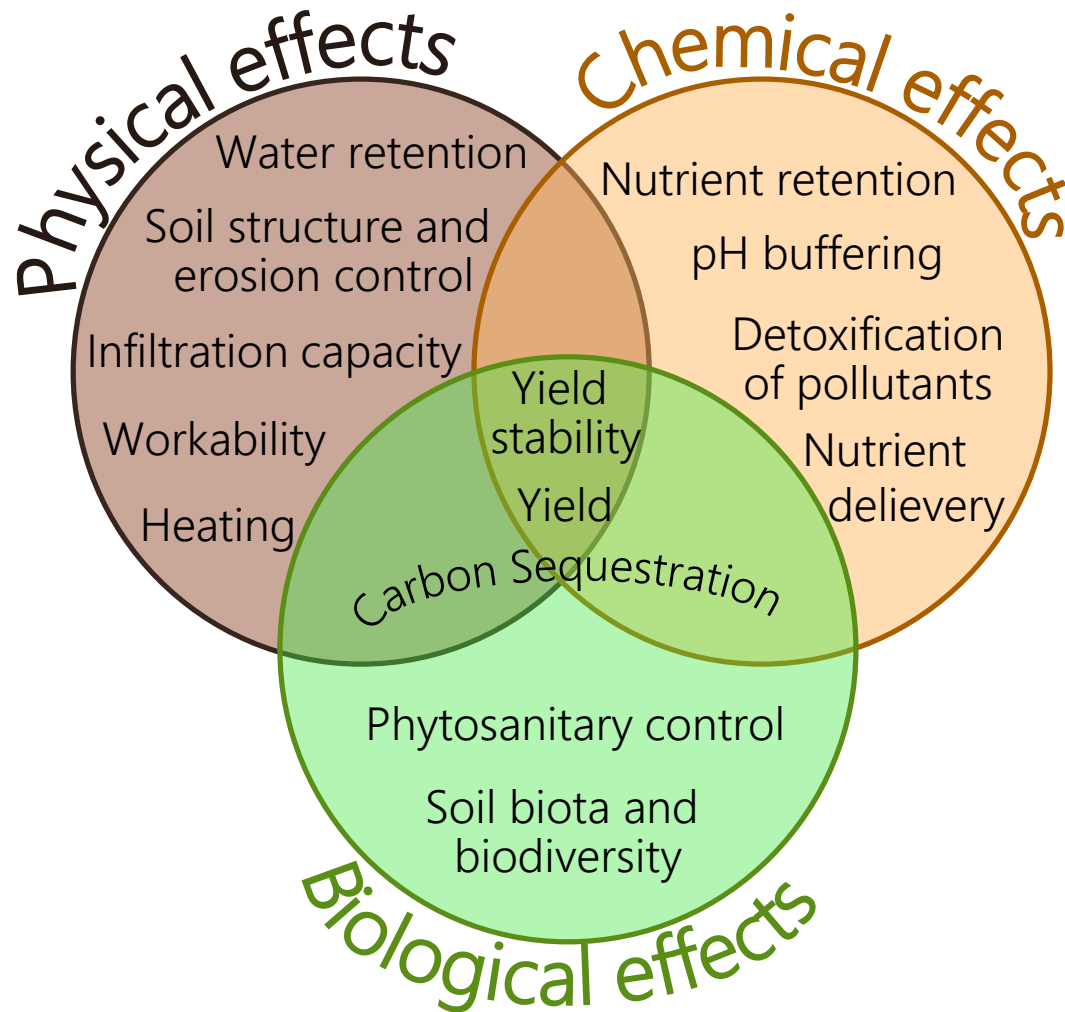 Physical effects
Water retention
Soil structure and
erosion control
Infiltration capacity
Workability
Heating
Chemical effects
Nutrient retention
pH buffering
Detoxification
of pollutants
Nutrient
delievery
Yield
stability
Yield
Carbon Sequestration
Phytosanitary control
Soil biota and
biodiversity
Biological effects